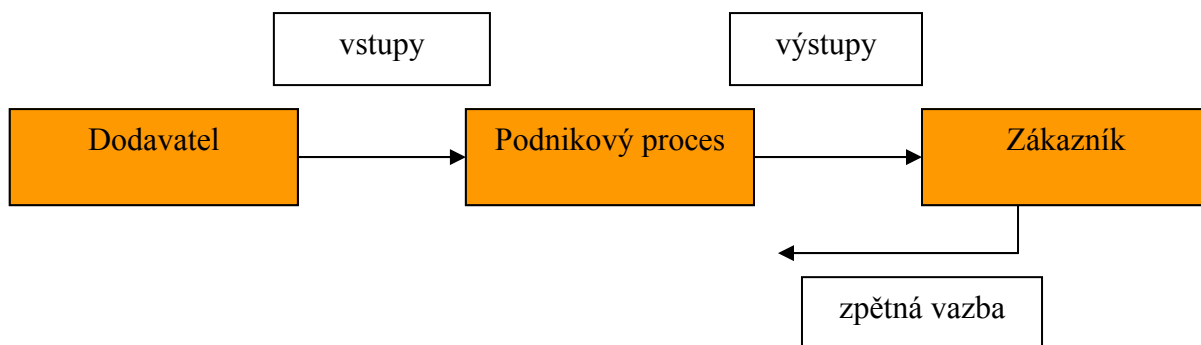 vstupy
výstupy
Dodavatel
Podnikový proces
Zákazník
zpětná vazba